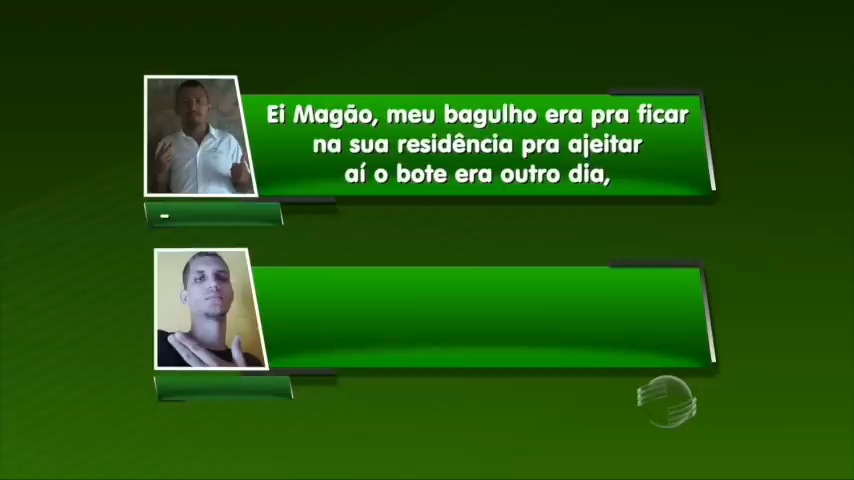 Ei Magão, meu bagulho era pra ficar
na sua residência pra ajeitar
aí o bote era outro dia,
-